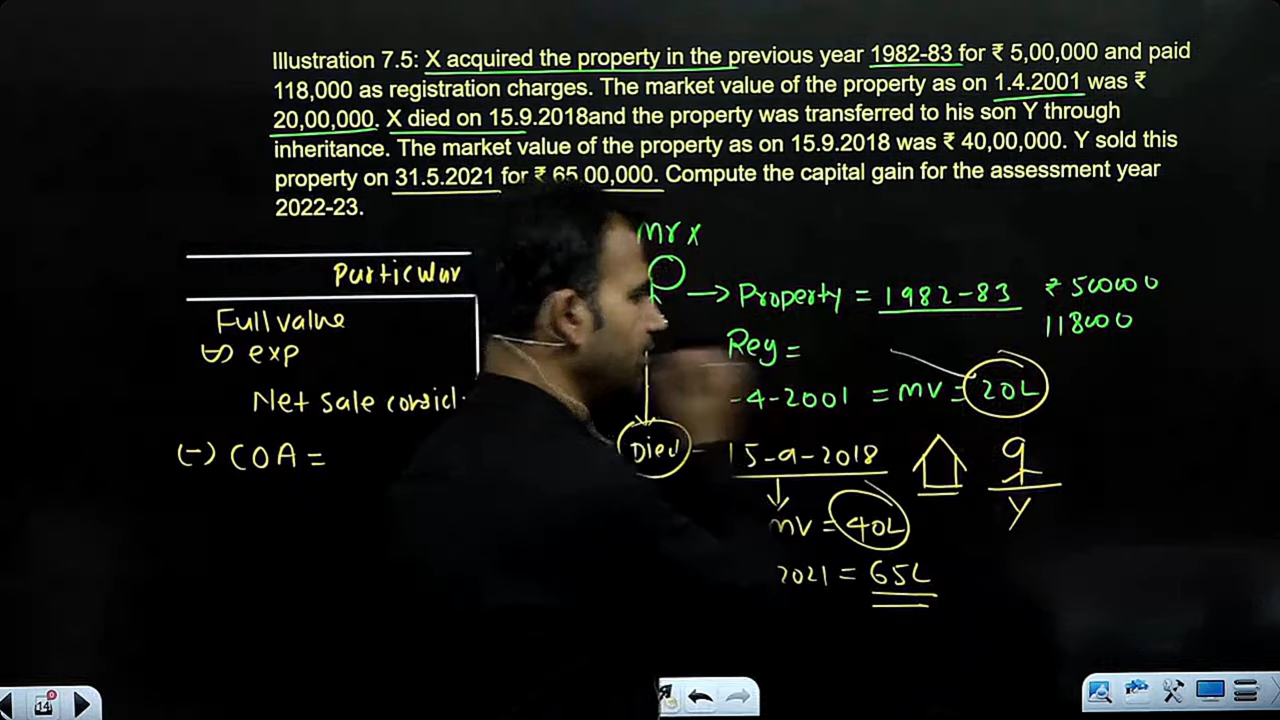 Illustration 7.5: X acquired the property in the previous year 1982-83 for ₹ 5,00,000 and paid
118,000 as registration charges. The market value of the property as on 1.4.2001 was ₹
20,00,000. X died on 15.9.2018and the property was transferred to his son Y through
inheritance. The market value of the property as on 15.9.2018 was ₹ 40,00,000. Y sold this
property on 31.5.2021 for ₹ 65,00,000. Compute the capital gain for the assessment year
2022-23.
Particular
Full value
exp
Net sale consid.
(-) COA =
Mr X
→ Property = 1982-83 ₹ 500000
118000
Reg =
-4-2001 = MV = 20L
Died - 15-9-2018
Y
MV = 40L
2021 = 65L
14